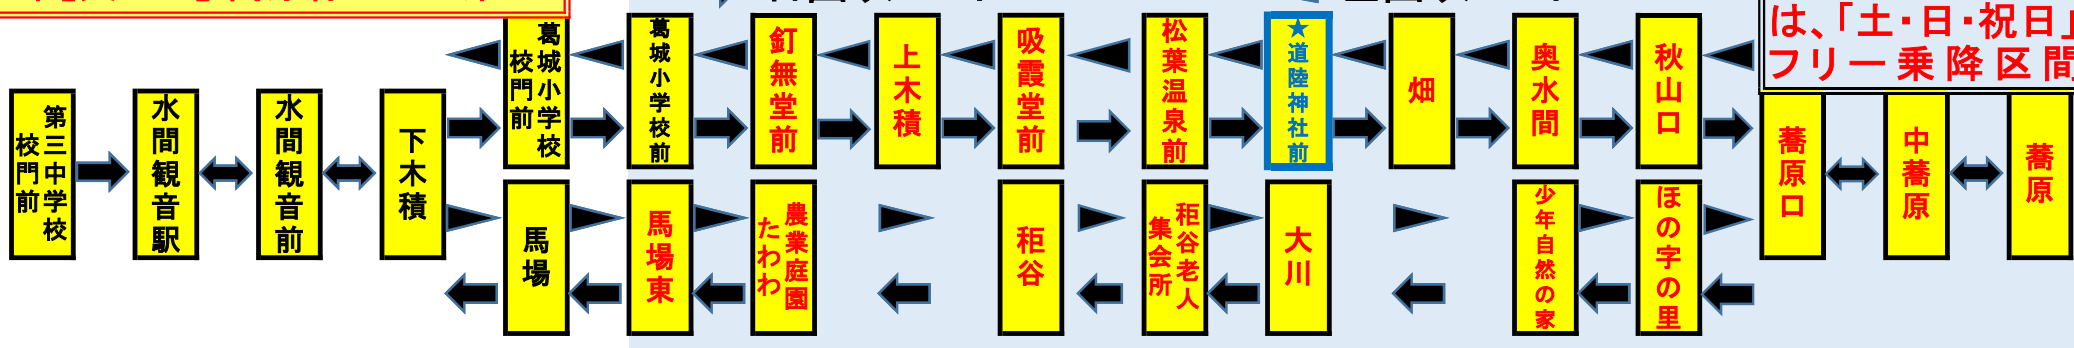 は、「土・日・祝日」
フリー乗降区間
第三中学校
校門前
水間観音駅
水間観音前
下木積
葛城小学校
校門前
葛城小学校前
釘無堂前
上木積
吸霞堂前
松葉温泉前
★道陸神社前
畑
奥水間
秋山口
蕎原口
中蕎原
蕎原
馬場
馬場東
農業庭園
たわわ
秬谷
秬谷老人
集会所
大川
少年自然の家
ほの字の里